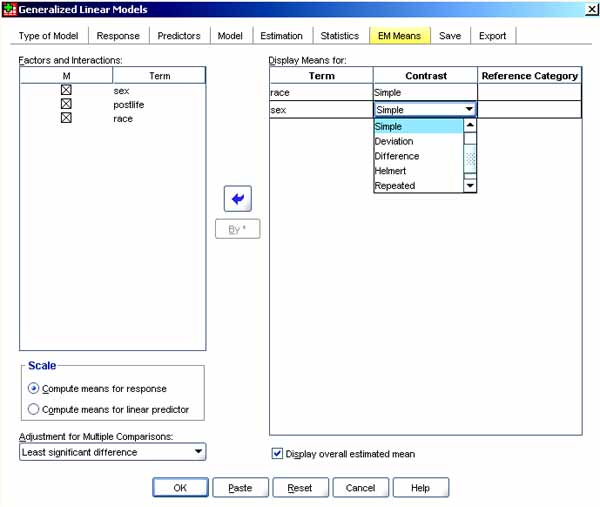 Generalized Linear Models
Type of Model Response Predictors Model Estimation Statistics EM Means Save Export
Factors and Interactions:
M Term
sex
postlife
race
By *
Display Means for:
Term Contrast Reference Category
race Simple
sex Simple
Simple
Deviation
Difference
Helmert
Repeated
Scale
Compute means for response
Compute means for linear predictor
Adjustment for Multiple Comparisons:
Least significant difference
Display overall estimated mean
OK Paste Reset Cancel Help